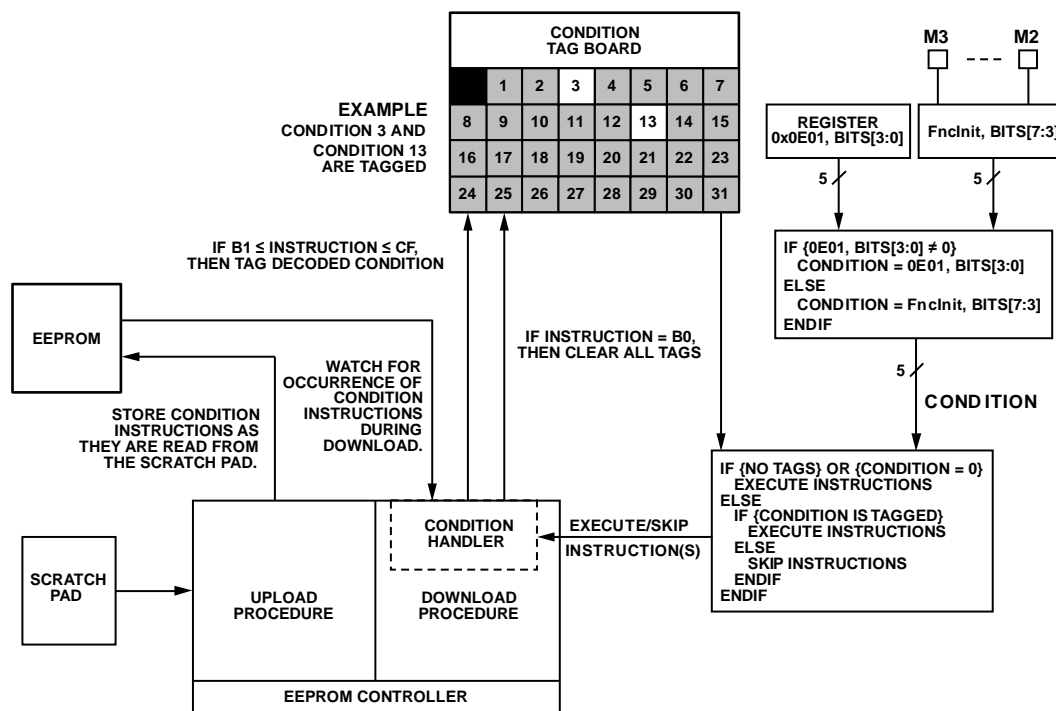 CONDITION
TAG BOARD
1 2 3 4 5 6 7
8 9 10 11 12 13 14 15
16 17 18 19 20 21 22 23
24 25 26 27 28 29 30 31
EXAMPLE
CONDITION 3 AND
CONDITION 13
ARE TAGGED
M3 M2
REGISTER
0x0E01, BITS[3:0]
FncInit, BITS[7:3]
5 5
IF {0E01, BITS[3:0] ≠ 0}
CONDITION = 0E01, BITS[3:0]
ELSE
CONDITION = FncInit, BITS[7:3]
ENDIF
5
CONDITION
IF B1 ≤ INSTRUCTION ≤ CF,
THEN TAG DECODED CONDITION
IF INSTRUCTION = B0,
THEN CLEAR ALL TAGS
EEPROM
WATCH FOR
OCCURRENCE OF
CONDITION
INSTRUCTIONS
DURING
DOWNLOAD.
STORE CONDITION
INSTRUCTIONS AS
THEY ARE READ FROM
THE SCRATCH PAD.
IF {NO TAGS} OR {CONDITION = 0}
EXECUTE INSTRUCTIONS
ELSE
IF {CONDITION IS TAGGED}
EXECUTE INSTRUCTIONS
ELSE
SKIP INSTRUCTIONS
ENDIF
ENDIF
EXECUTE/SKIP
INSTRUCTION(S)
CONDITION
HANDLER
SCRATCH
PAD
UPLOAD
PROCEDURE
DOWNLOAD
PROCEDURE
EEPROM CONTROLLER